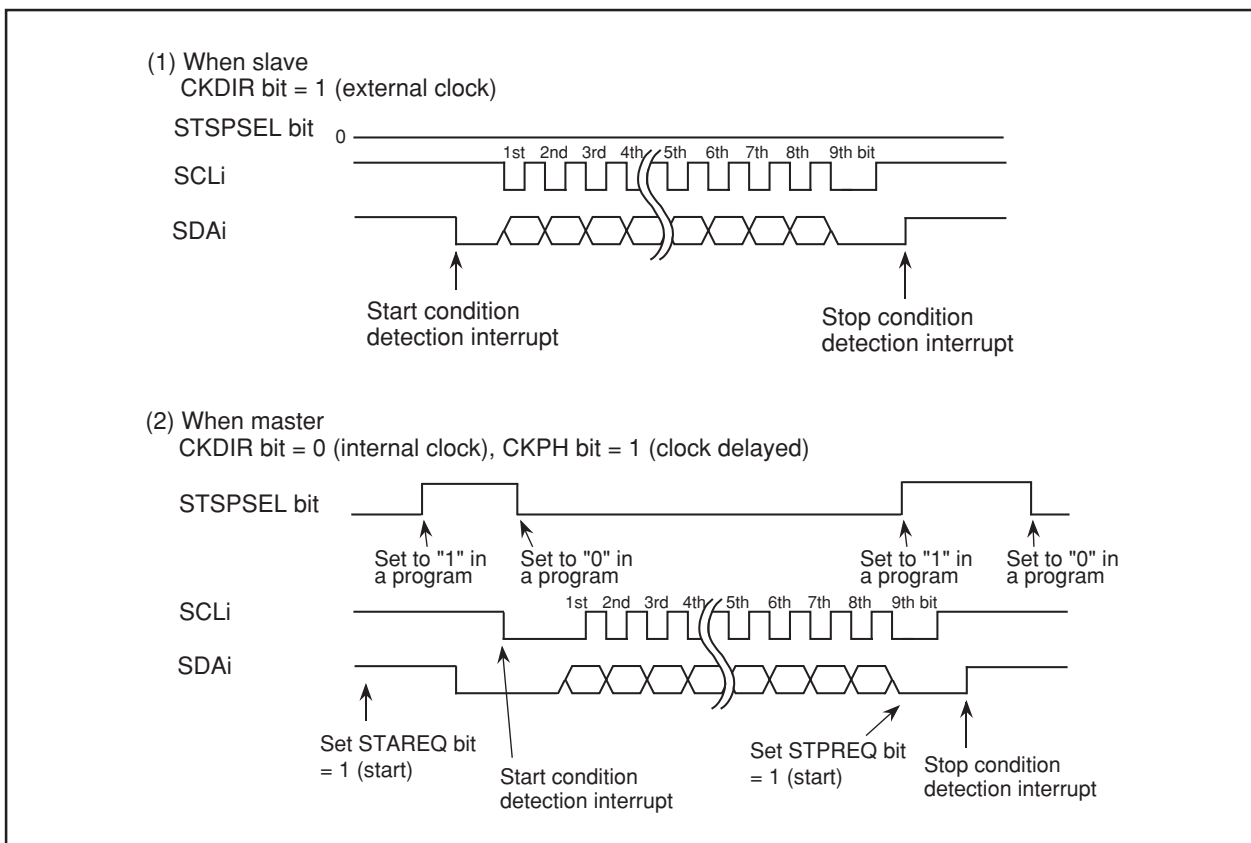 (1) When slave
CKDIR bit = 1 (external clock)
STSPSEL bit
0
1st 2nd 3rd 4th 5th 6th 7th 8th 9th bit
SCLi
SDAi
Start condition
detection interrupt
Stop condition
detection interrupt
(2) When master
CKDIR bit = 0 (internal clock), CKPH bit = 1 (clock delayed)
STSPSEL bit
Set to "1" in
a program
Set to "0" in
a program
Set to "1" in
a program
Set to "0" in
a program
1st 2nd 3rd 4th 5th 6th 7th 8th 9th bit
SCLi
SDAi
Set STAREQ bit
= 1 (start)
Start condition
detection interrupt
Set STPREQ bit
= 1 (start)
Stop condition
detection interrupt